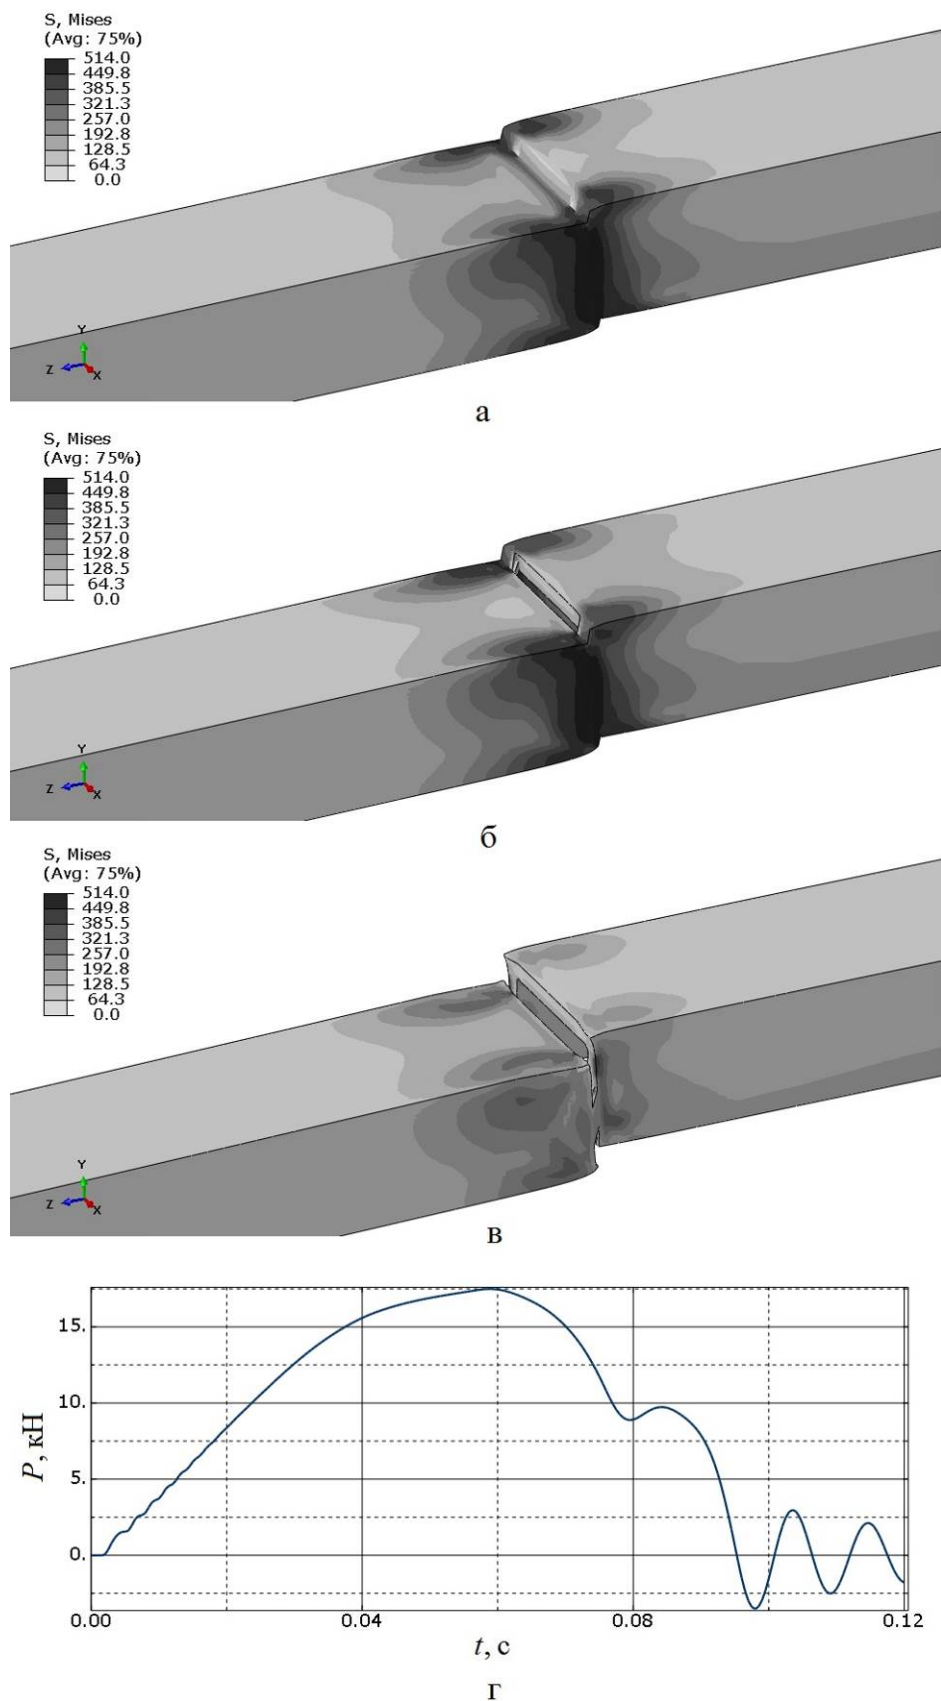 S, Mises
(Avg: 75%)
514.0
449.8
385.5
321.3
257.0
192.8
128.5
64.3
0.0
Y
Z
X
а
S, Mises
(Avg: 75%)
514.0
449.8
385.5
321.3
257.0
192.8
128.5
64.3
0.0
Y
Z
X
б
S, Mises
(Avg: 75%)
514.0
449.8
385.5
321.3
257.0
192.8
128.5
64.3
0.0
Y
Z
X
в
15.
10.
5.
0.
P, кН
0.00 0.04 0.08 0.12
t, с
г